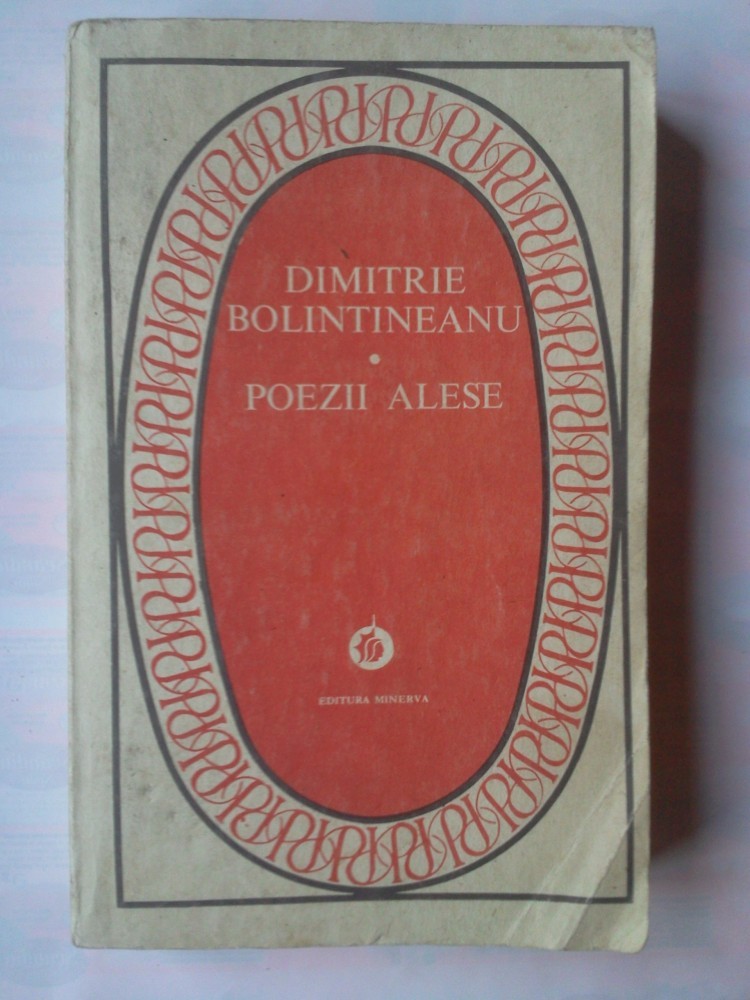 DIMITRIE
BOLINTINEANU
•
POEZII ALESE
EDITURA MINERVA